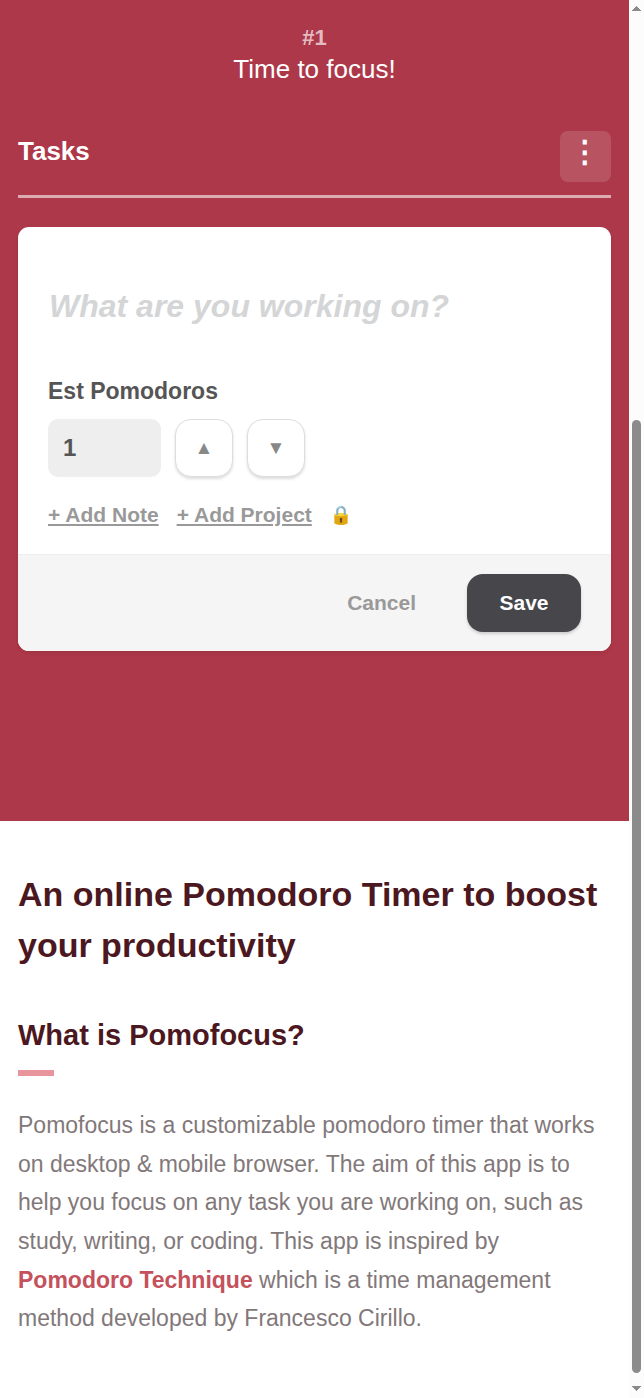 #1
Time to focus!
Tasks
What are you working on?
Est Pomodoros
1
+ Add Note + Add Project
Cancel Save
An online Pomodoro Timer to boost
your productivity
What is Pomofocus?
Pomofocus is a customizable pomodoro timer that works
on desktop & mobile browser. The aim of this app is to
help you focus on any task you are working on, such as
study, writing, or coding. This app is inspired by
Pomodoro Technique which is a time management
method developed by Francesco Cirillo.